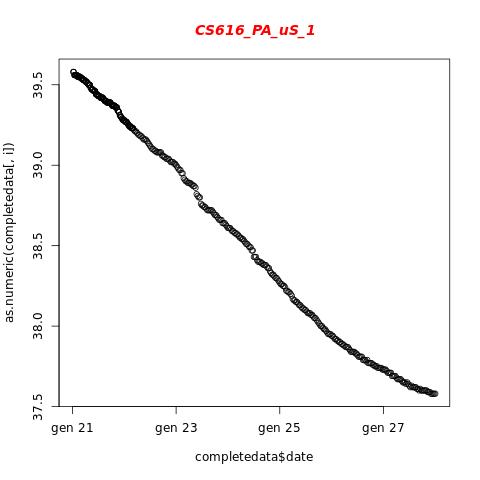 CS616_PA_uS_1
as.numeric(completedata[, i])
39.5
39.0
38.5
38.0
37.5
gen 21
gen 23
gen 25
gen 27
completedata$date